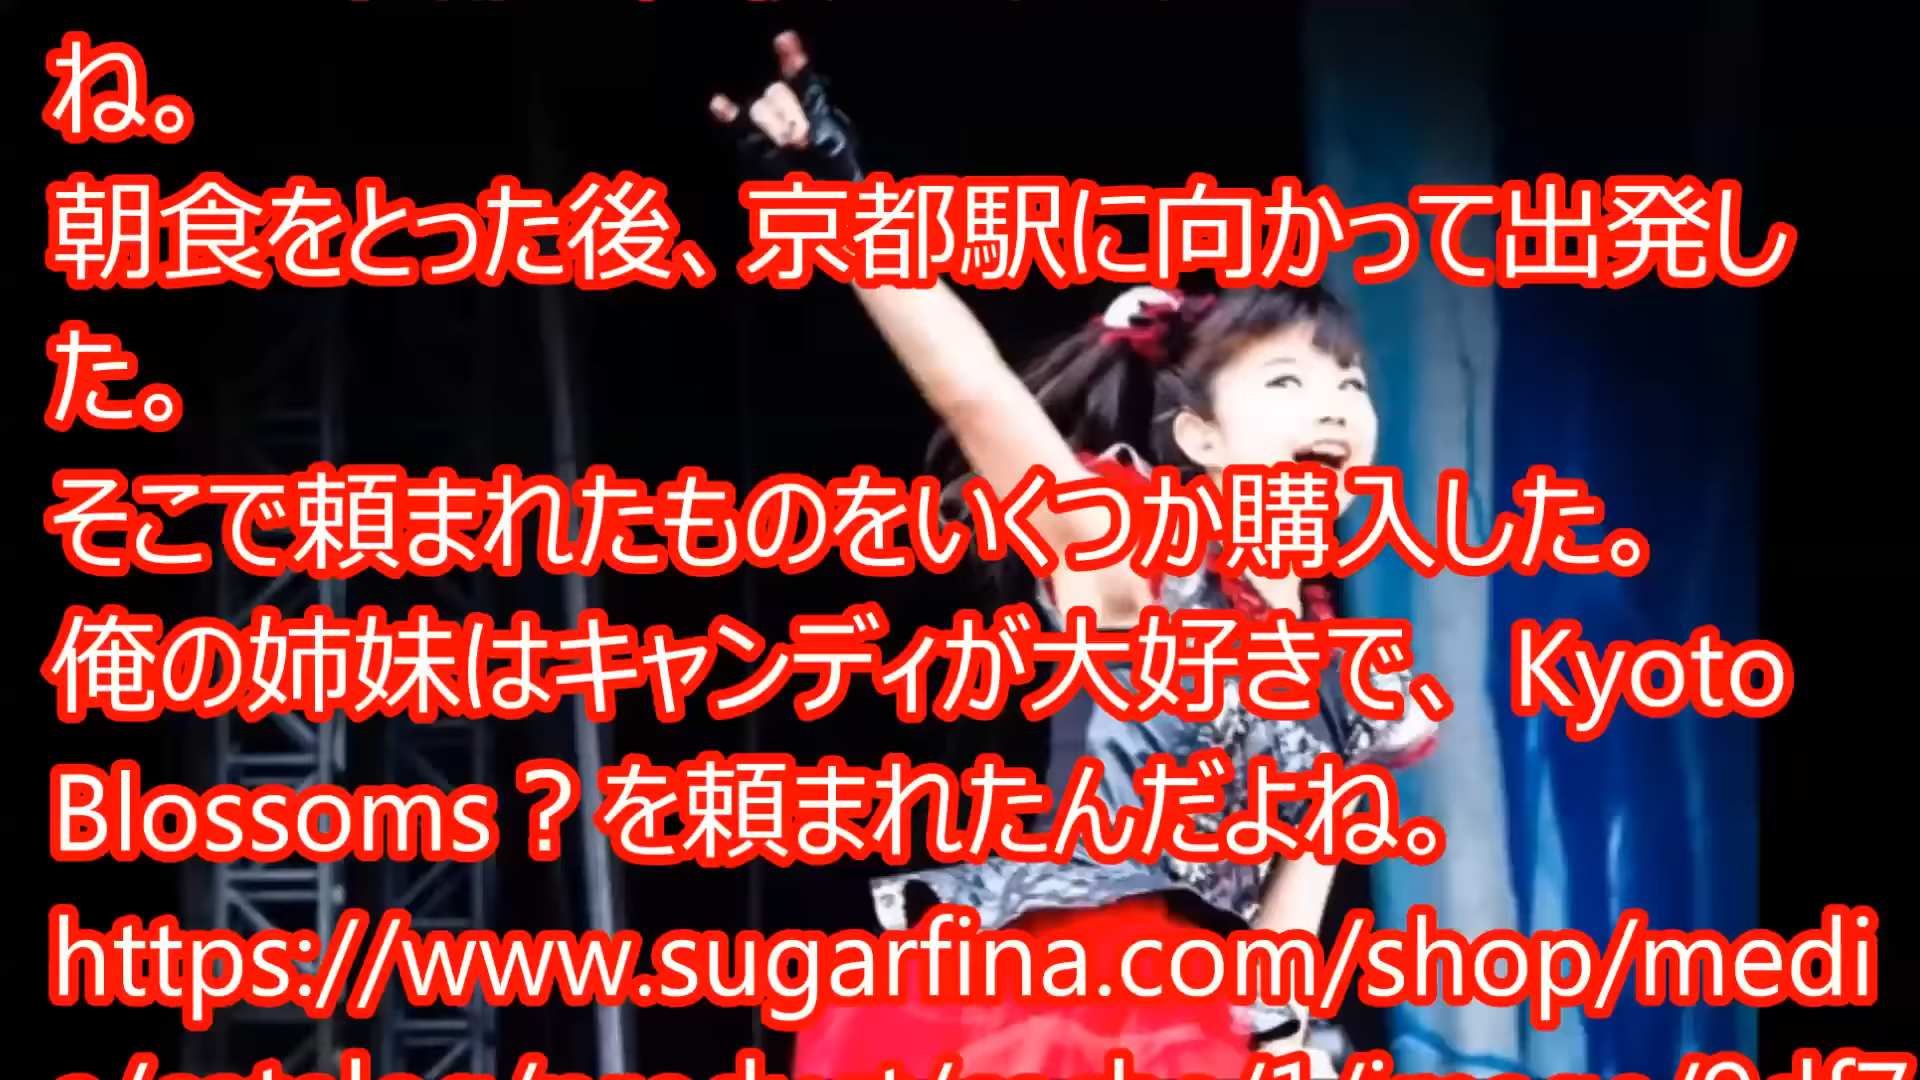 ね。
朝食をとった後、京都駅に向かって出発し
た。
そこで頼まれたものをいくつか購入した。
俺の姉妹はキャンディが大好きで、Kyoto
Blossoms？を頼まれたんだよね。
https://www.sugarfina.com/shop/medi